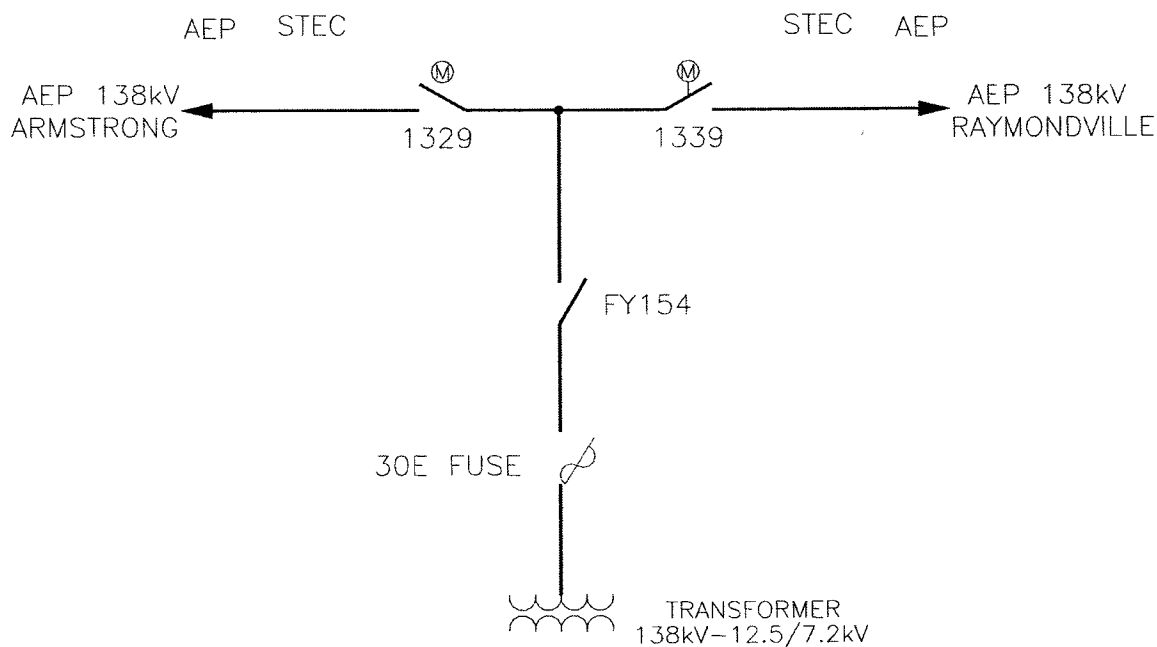 AEP STEC
STEC AEP
M
M
AEP 138kV
ARMSTRONG
1329
1339
AEP 138kV
RAYMONDVILLE
FY154
30E FUSE
TRANSFORMER
138kV-12.5/7.2kV